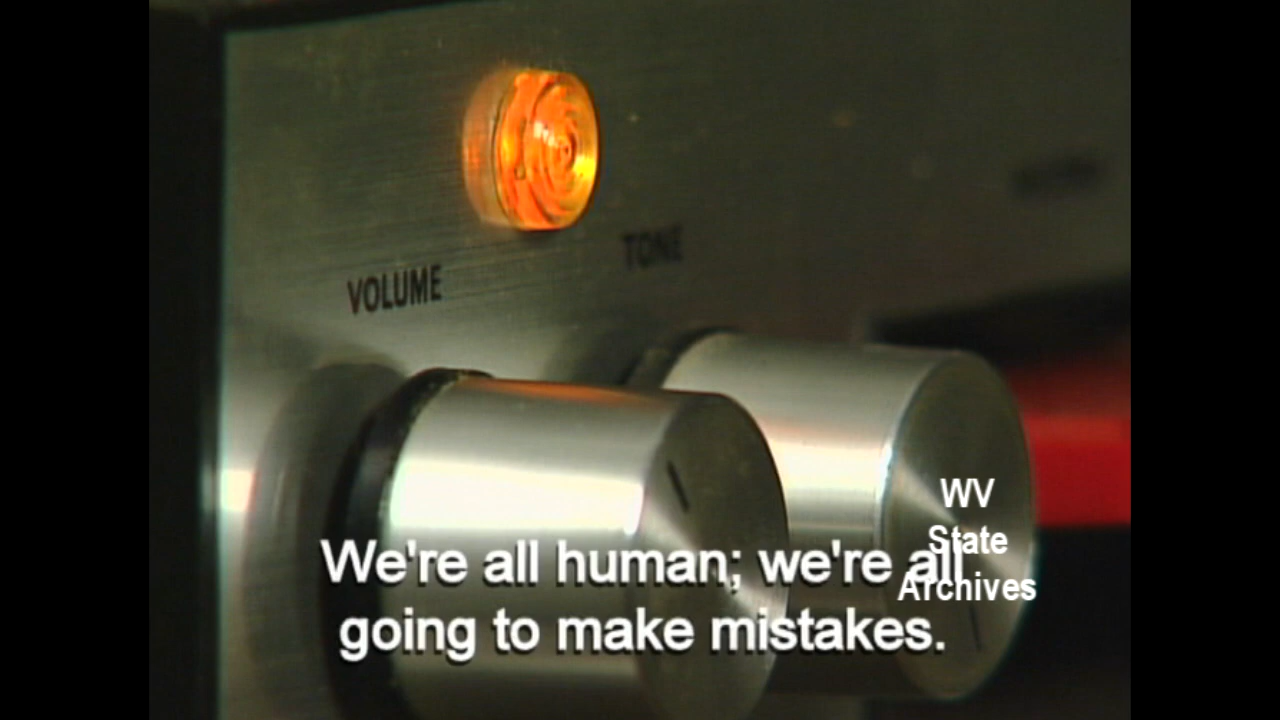 TONE
VOLUME
WV
State
Archives
We're all human; we're all
going to make mistakes.